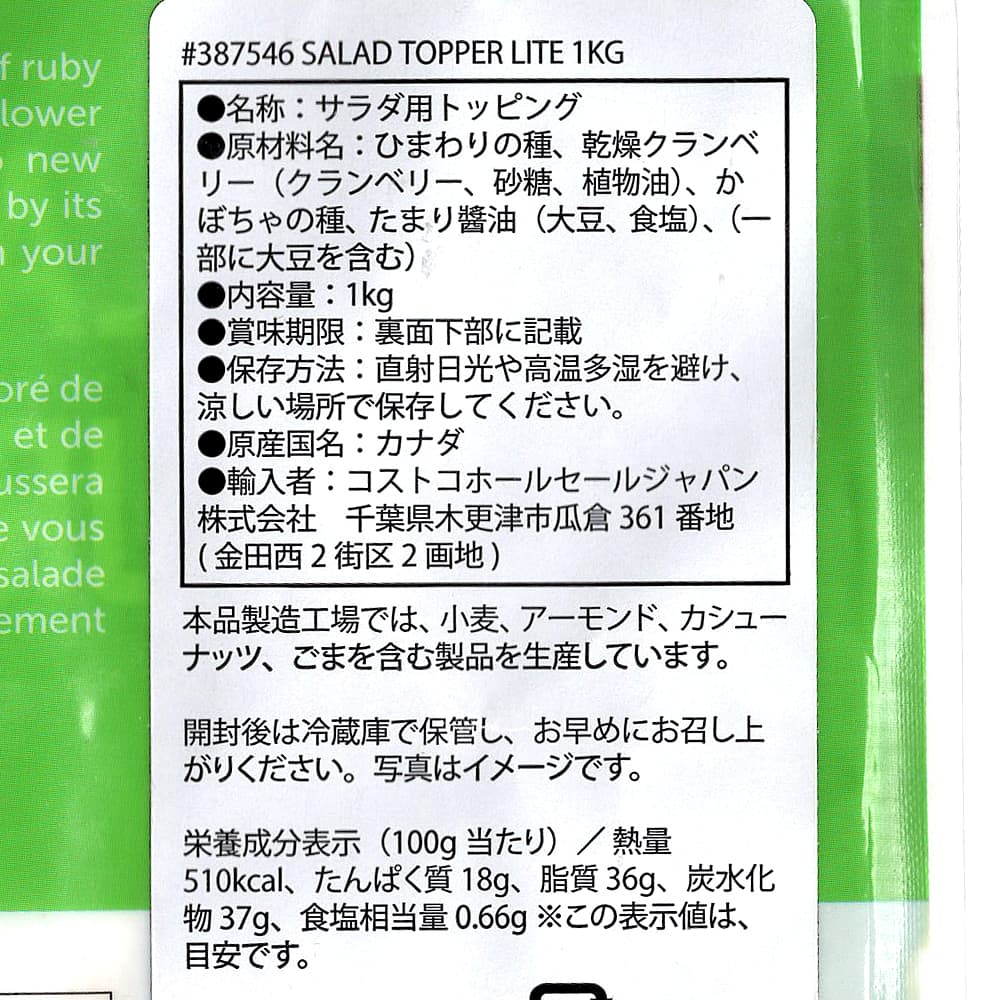 #387546 SALAD TOPPER LITE 1KG
●名称：サラダ用トッピング
●原材料名：ひまわりの種、乾燥クランベ
リー（クランベリー、砂糖、植物油）、か
ぼちゃの種、たまり醬油（大豆、食塩）、（一
部に大豆を含む）
●内容量：1kg
●賞味期限：裏面下部に記載
●保存方法：直射日光や高温多湿を避け、
涼しい場所で保存してください。
●原産国名：カナダ
●輸入者：コストコホールセールジャパン
株式会社　千葉県木更津市瓜倉 361 番地
( 金田西 2 街区 2 画地 )
本品製造工場では、小麦、アーモンド、カシュー
ナッツ、ごまを含む製品を生産しています。
開封後は冷蔵庫で保管し、お早めにお召し上
がりください。写真はイメージです。
栄養成分表示（100g 当たり）／熱量
510kcal、たんぱく質 18g、脂質 36g、炭水化
物 37g、食塩相当量 0.66g ※この表示値は、
目安です。
f ruby
lower
new
by its
your
oré de
et de
ussera
vous
salade
ement